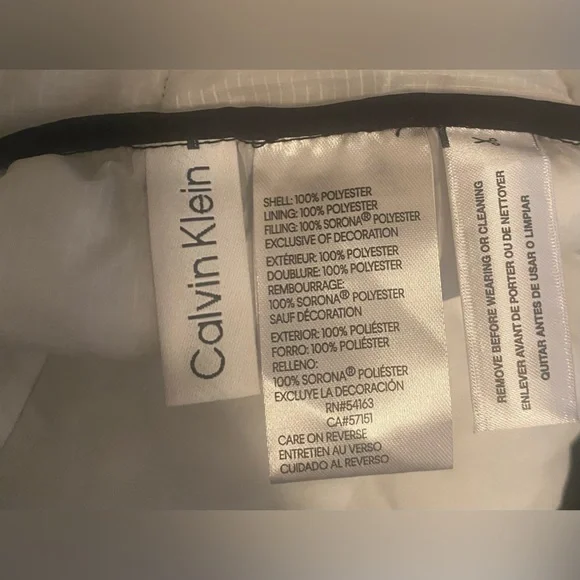 Calvin Klein
SHELL: 100% POLYESTER
LINING: 100% POLYESTER
FILLING: 100% SORONA® POLYESTER
EXCLUSIVE OF DECORATION
EXTÉRIEUR: 100% POLYESTER
DOUBLURE: 100% POLYESTER
REMBOURRAGE:
100% SORONA® POLYESTER
SAUF DÉCORATION
EXTERIOR: 100% POLIÉSTER
FORRO: 100% POLIÉSTER
RELLENO:
100% SORONA® POLIÉSTER
EXCLUYE LA DECORACIÓN
RN#54163
CA#57151
CARE ON REVERSE
ENTRETIEN AU VERSO
CUIDADO AL REVERSO
REMOVE BEFORE WEARING OR CLEANING
ENLEVER AVANT DE PORTER OU DE NETTOYER
QUITAR ANTES DE USAR O LIMPIAR